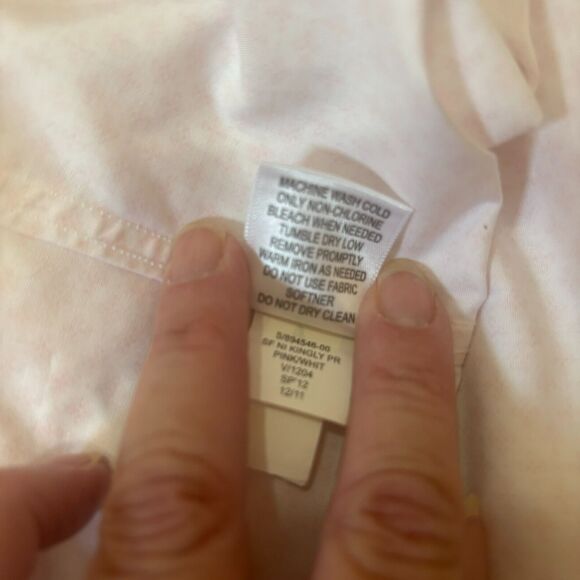 MACHINE WASH COLD
ONLY NON-CHLORINE
BLEACH WHEN NEEDED
TUMBLE DRY LOW
REMOVE PROMPTLY
WARM IRON AS NEEDED
DO NOT USE FABRIC
SOFTNER
DO NOT DRY CLEAN
S/894546-00
SF NI KINGLY PR
PINK/WHIT
V/1204
SP'12
12/11